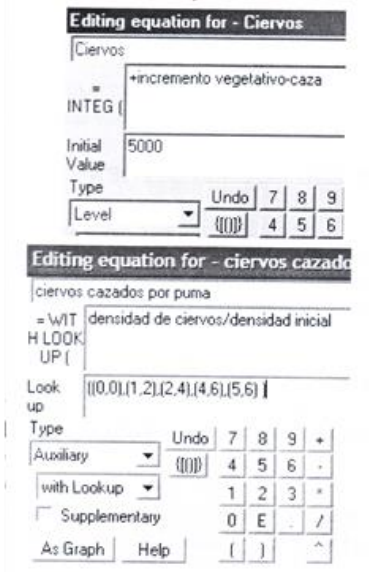 Editing equation for - Ciervos
Ciervos
= INTEG (
+incremento vegetativo-caza
Initial Value
5000
Type
Level
Undo 7 8 9
{[()]} 4 5 6
Editing equation for - ciervos cazado
ciervos cazados por puma
= WIT
H LOOK
UP (
densidad de ciervos/densidad inicial
Look up
((0,0),(1,2),(2,4),(4,6),(5,6) )
Type
Auxiliary
with Lookup
Supplementary
Undo 7 8 9 +
{[()]} 4 5 6 -
1 2 3 *
0 E . /
( ) ^
As Graph
Help